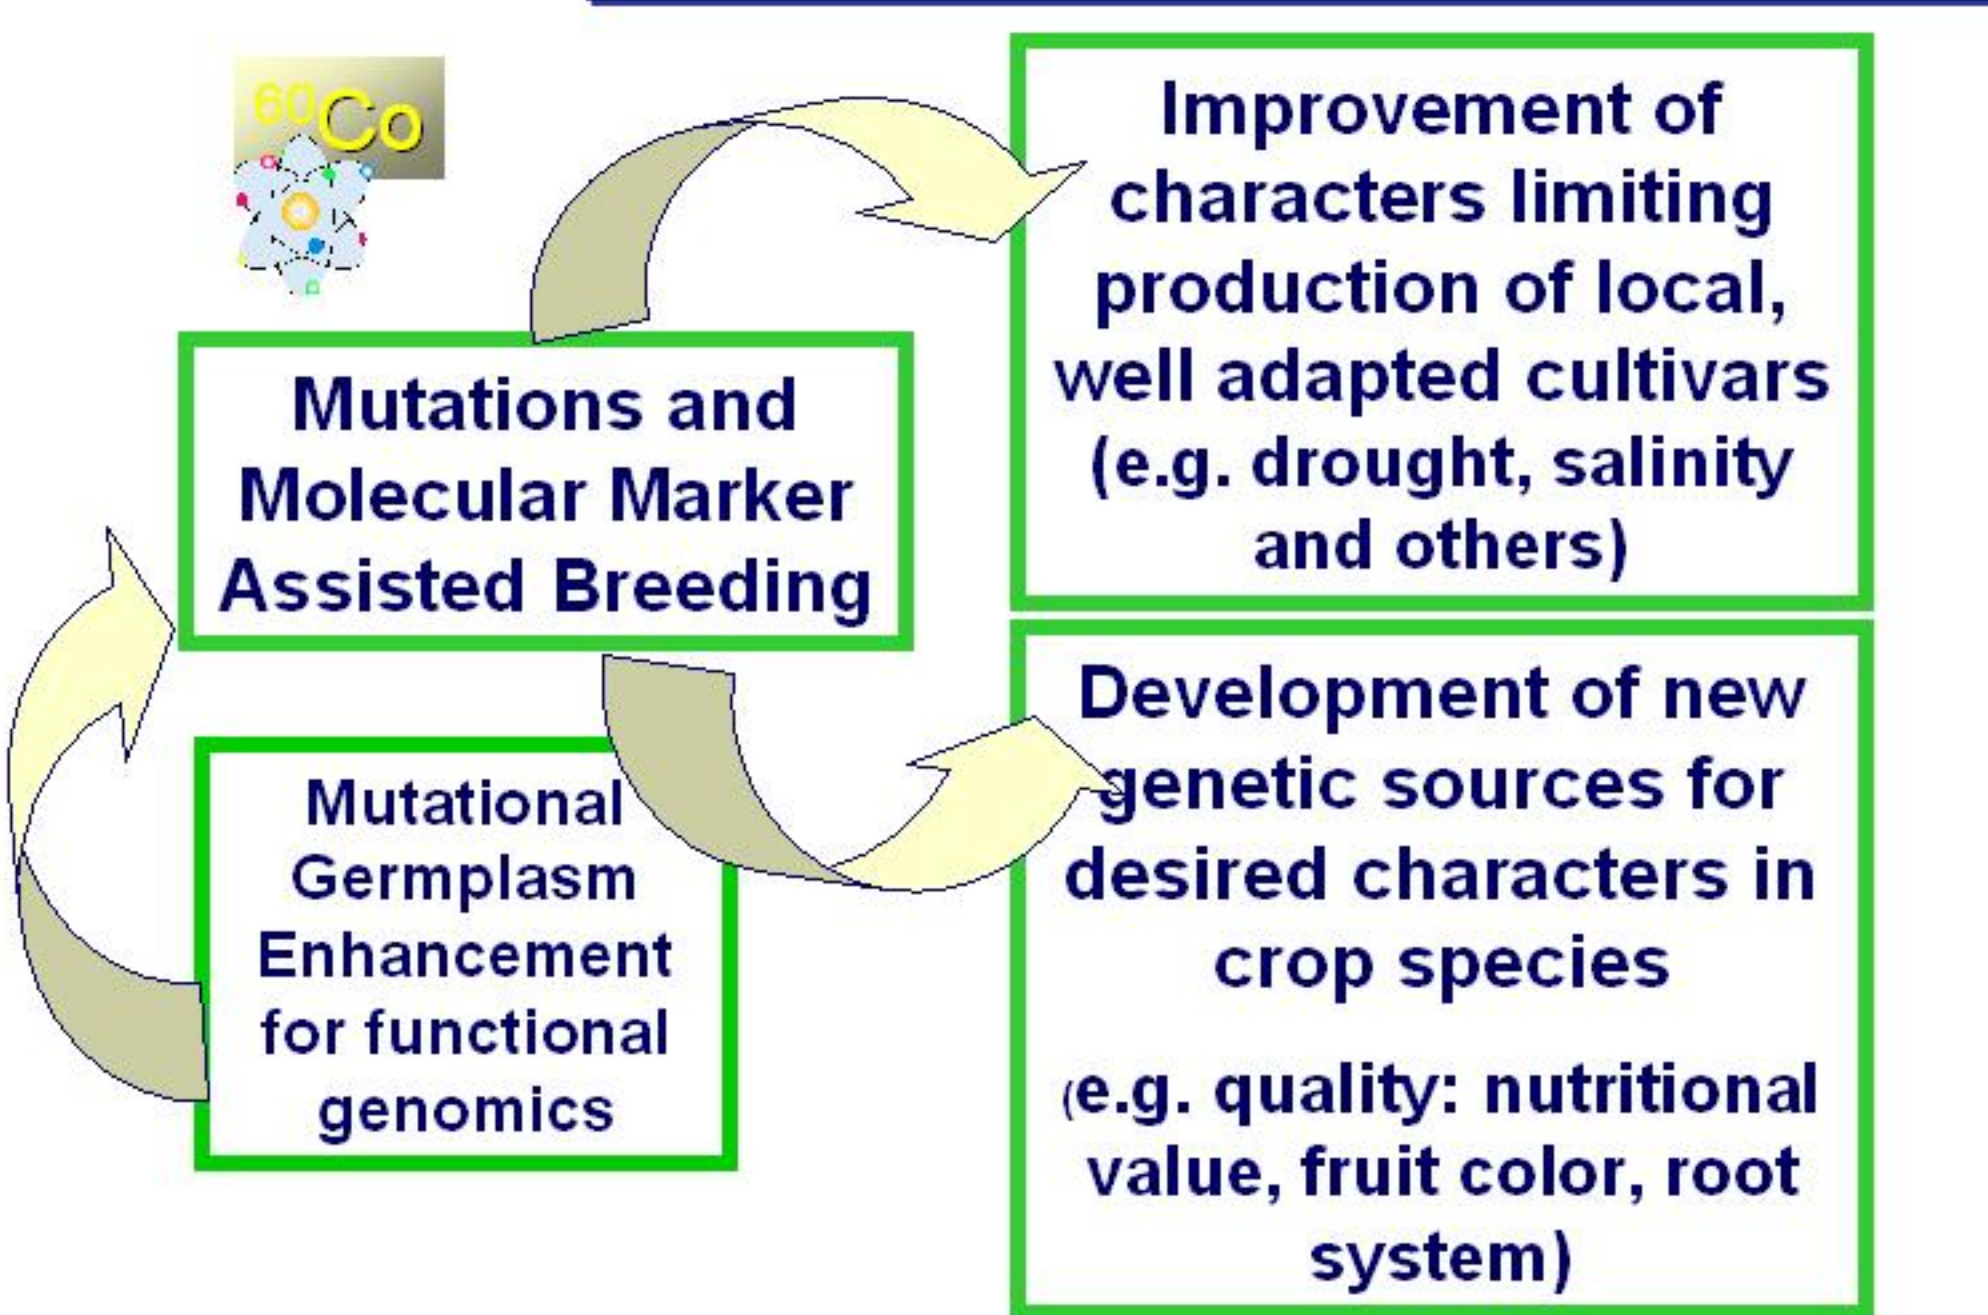 60Co
Mutations and
Molecular Marker
Assisted Breeding
Mutational
Germplasm
Enhancement
for functional
genomics
Improvement of
characters limiting
production of local,
well adapted cultivars
(e.g. drought, salinity
and others)
Development of new
genetic sources for
desired characters in
crop species
(e.g. quality: nutritional
value, fruit color, root
system)